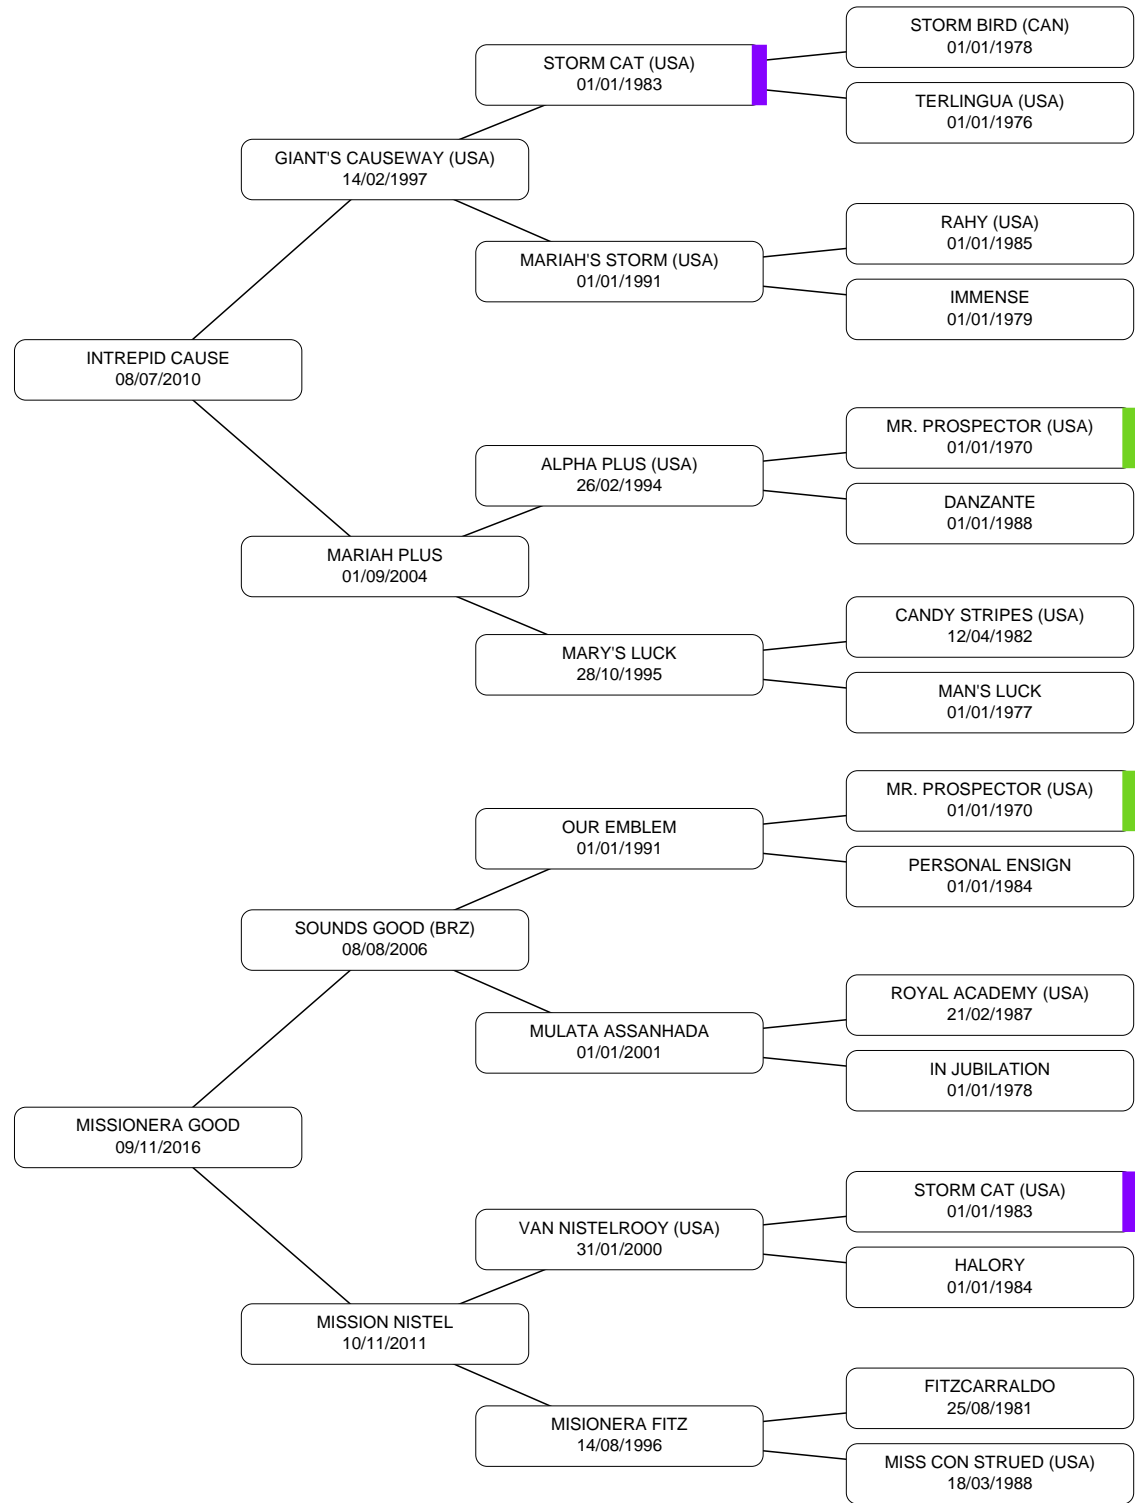 STORM BIRD (CAN)
01/01/1978
STORM CAT (USA)
01/01/1983
TERLINGUA (USA)
01/01/1976
GIANT'S CAUSEWAY (USA)
14/02/1997
RAHY (USA)
01/01/1985
MARIAH'S STORM (USA)
01/01/1991
IMMENSE
01/01/1979
INTREPID CAUSE
08/07/2010
MR. PROSPECTOR (USA)
01/01/1970
ALPHA PLUS (USA)
26/02/1994
DANZANTE
01/01/1988
MARIAH PLUS
01/09/2004
CANDY STRIPES (USA)
12/04/1982
MARY'S LUCK
28/10/1995
MAN'S LUCK
01/01/1977
MR. PROSPECTOR (USA)
01/01/1970
OUR EMBLEM
01/01/1991
PERSONAL ENSIGN
01/01/1984
SOUNDS GOOD (BRZ)
08/08/2006
ROYAL ACADEMY (USA)
21/02/1987
MULATA ASSANHADA
01/01/2001
IN JUBILATION
01/01/1978
MISSIONERA GOOD
09/11/2016
STORM CAT (USA)
01/01/1983
VAN NISTELROOY (USA)
31/01/2000
HALORY
01/01/1984
MISSION NISTEL
10/11/2011
FITZCARRALDO
25/08/1981
MISIONERA FITZ
14/08/1996
MISS CON STRUED (USA)
18/03/1988